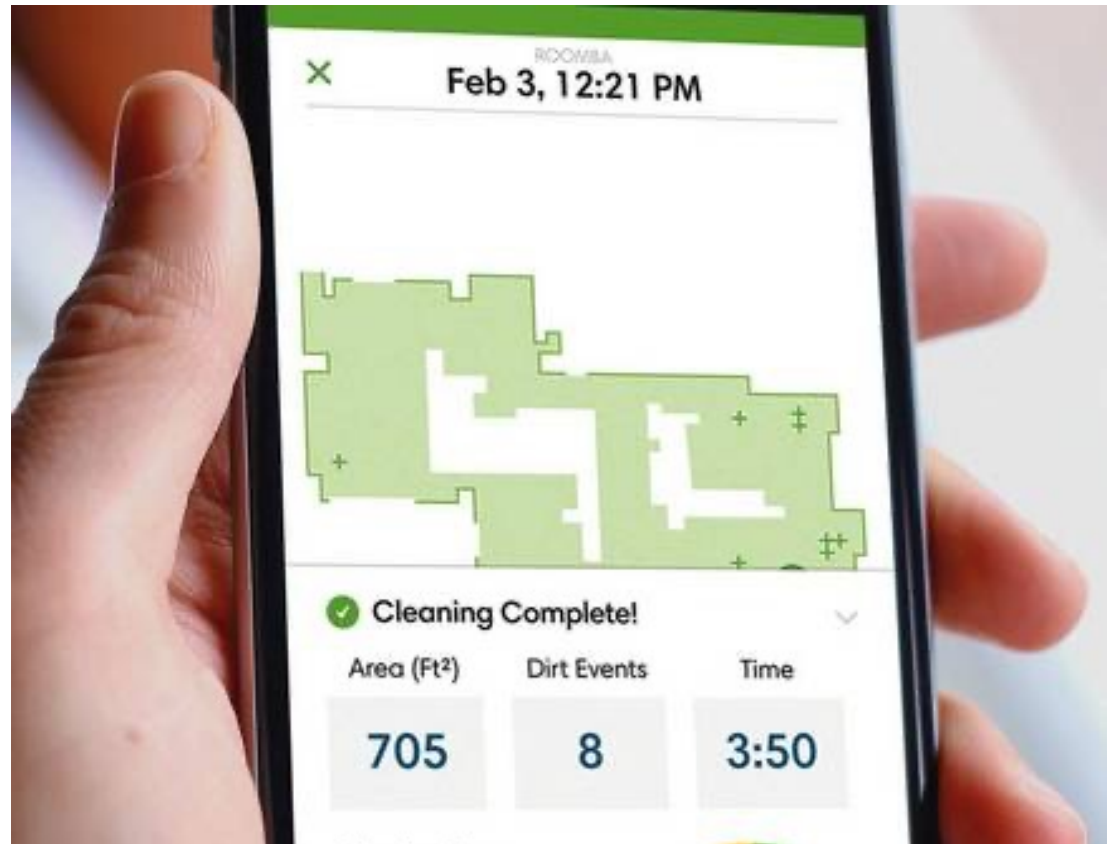 ROOMBA
Feb 3, 12:21 PM
Cleaning Complete!
Area (Ft²) Dirt Events Time
705 8 3:50